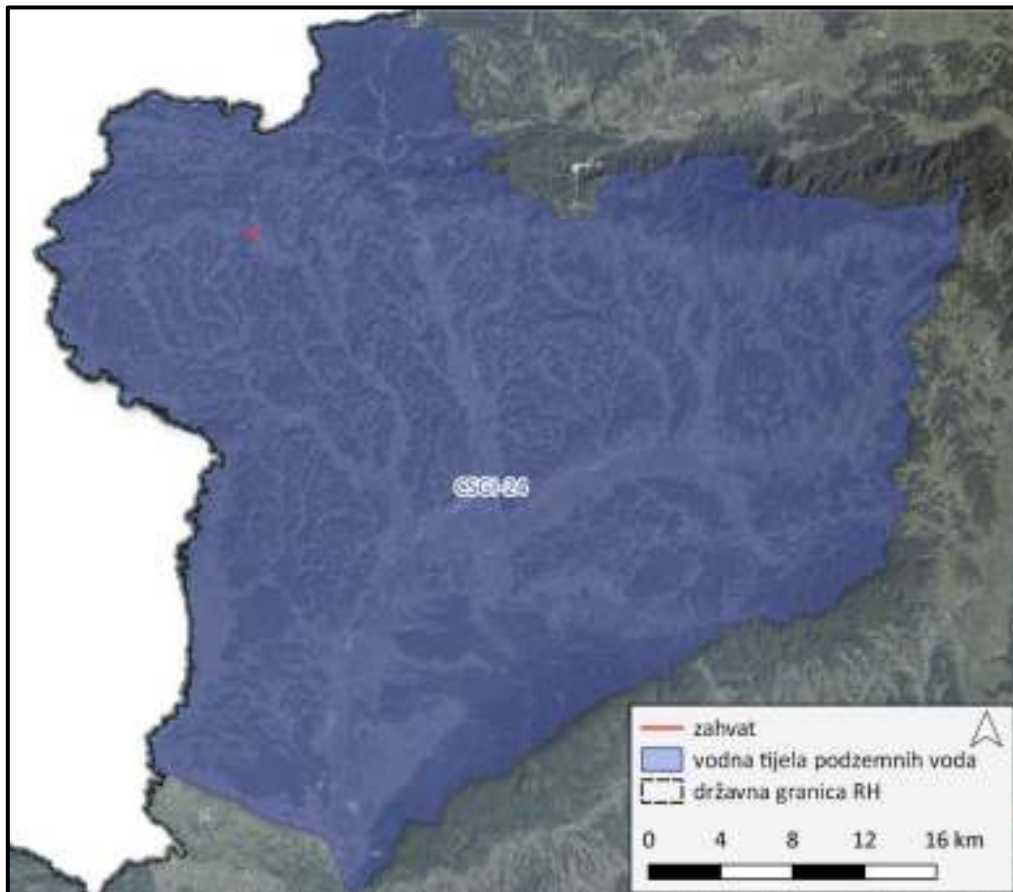 CSGI-24
zahvat
vodna tijela podzemnih voda
državna granica RH
0 4 8 12 16 km